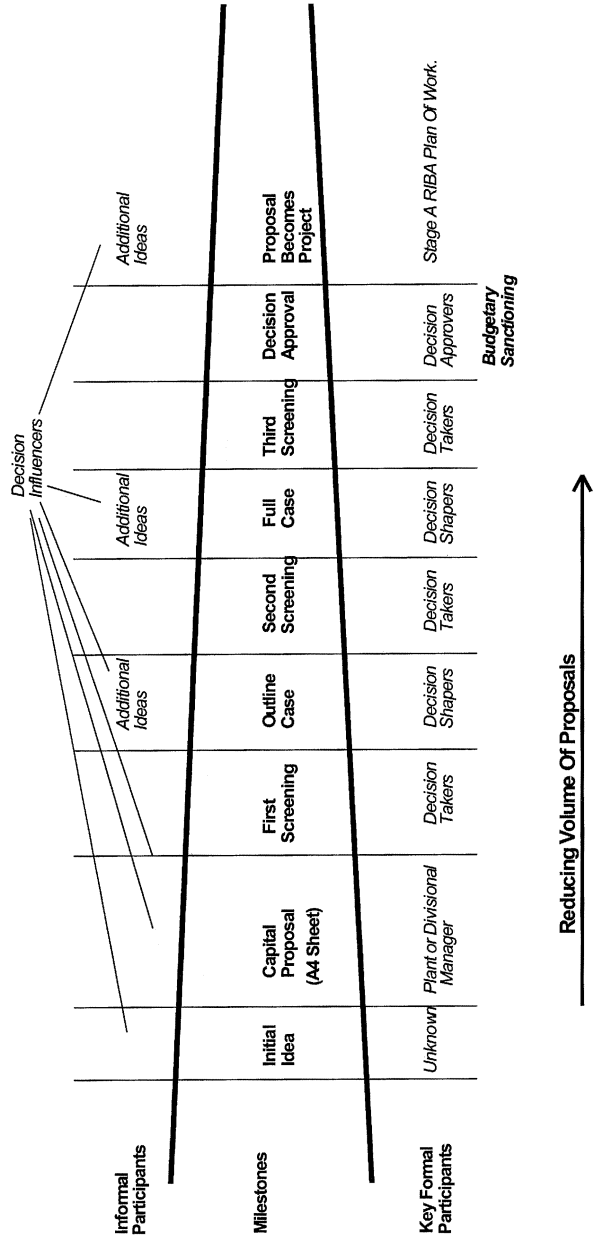 Decision
Influencers
Informal
Participants
Additional
Ideas
Additional
Ideas
Additional
Ideas
Milestones
Initial
Idea
Capital
Proposal
(A4 Sheet)
First
Screening
Outline
Case
Second
Screening
Full
Case
Third
Screening
Decision
Approval
Proposal
Becomes
Project
Key Formal
Participants
Unknown
Plant or Divisional
Manager
Decision
Takers
Decision
Shapers
Decision
Takers
Decision
Shapers
Decision
Takers
Decision
Approvers
Stage A RIBA Plan Of Work.
Budgetary
Sanctioning
Reducing Volume Of Proposals